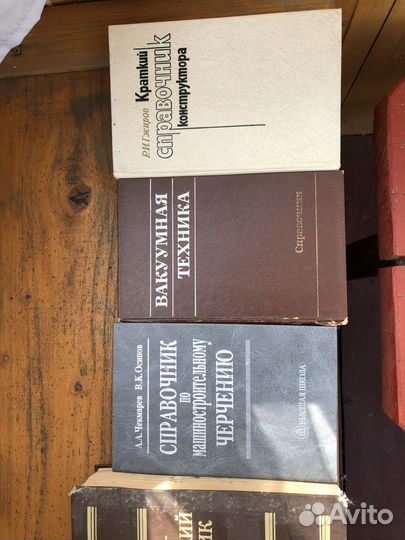 Р.И. Гжиров
Краткий
справочник
конструктора
ВАКУУМНАЯ
ТЕХНИКА
Справочник
А.А. Чекмарев В.К. Осипов
СПРАВОЧНИК
ПО
МАШИНОСТРОИТЕЛЬНОМУ
ЧЕРЧЕНИЮ
ВЫСШАЯ ШКОЛА
Avito